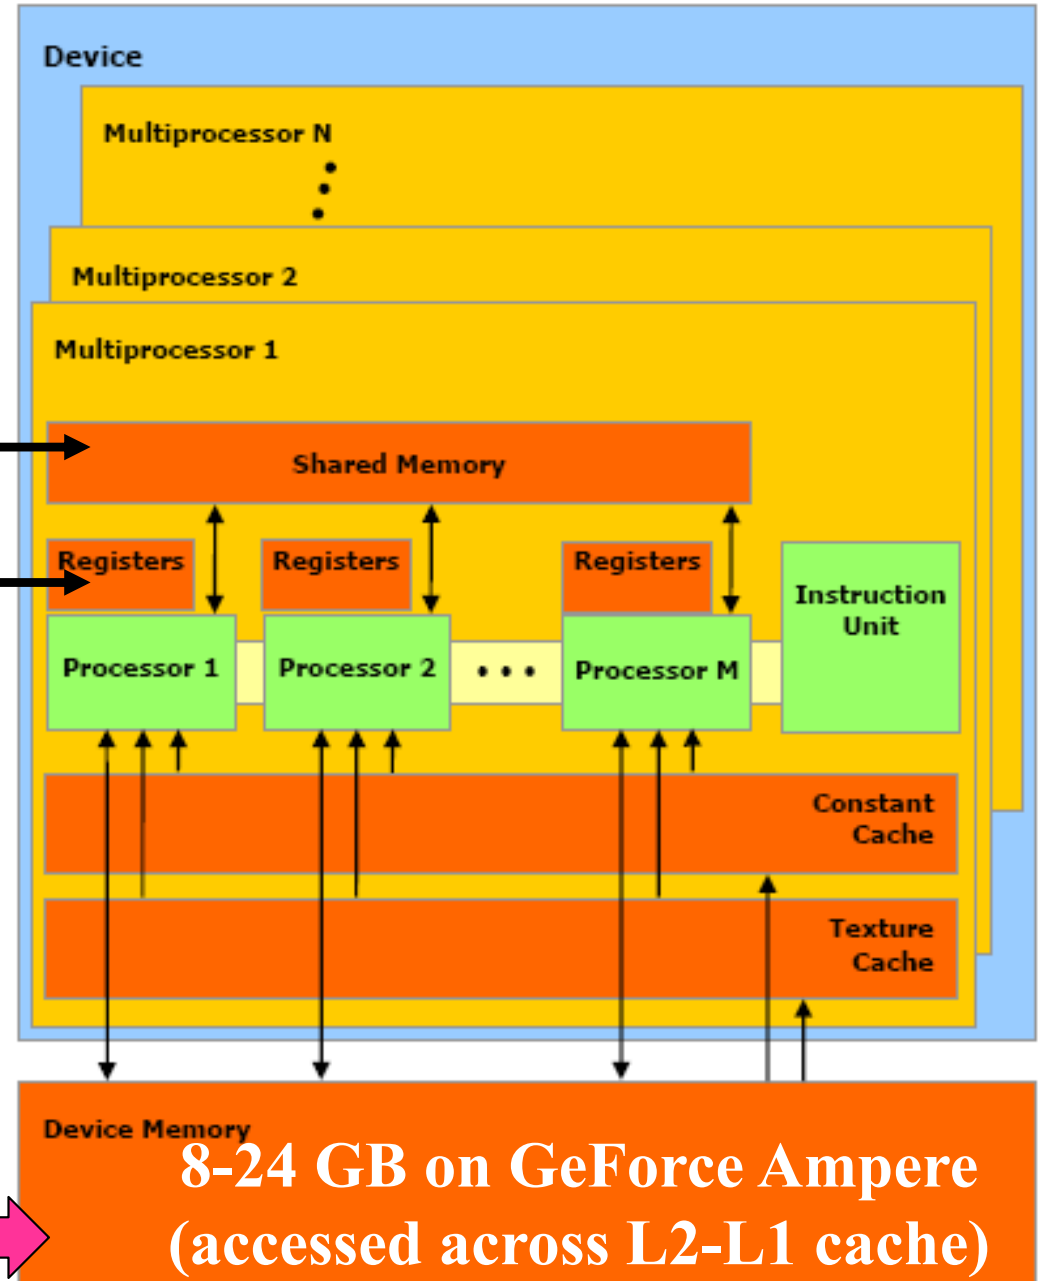 Device
Multiprocessor N
Multiprocessor 2
Multiprocessor 1
Shared Memory
Registers
Registers
Registers
Instruction
Unit
Processor 1
Processor 2
• • •
Processor M
Constant
Cache
Texture
Cache
Device Memory
8-24 GB on GeForce Ampere
(accessed across L2-L1 cache)